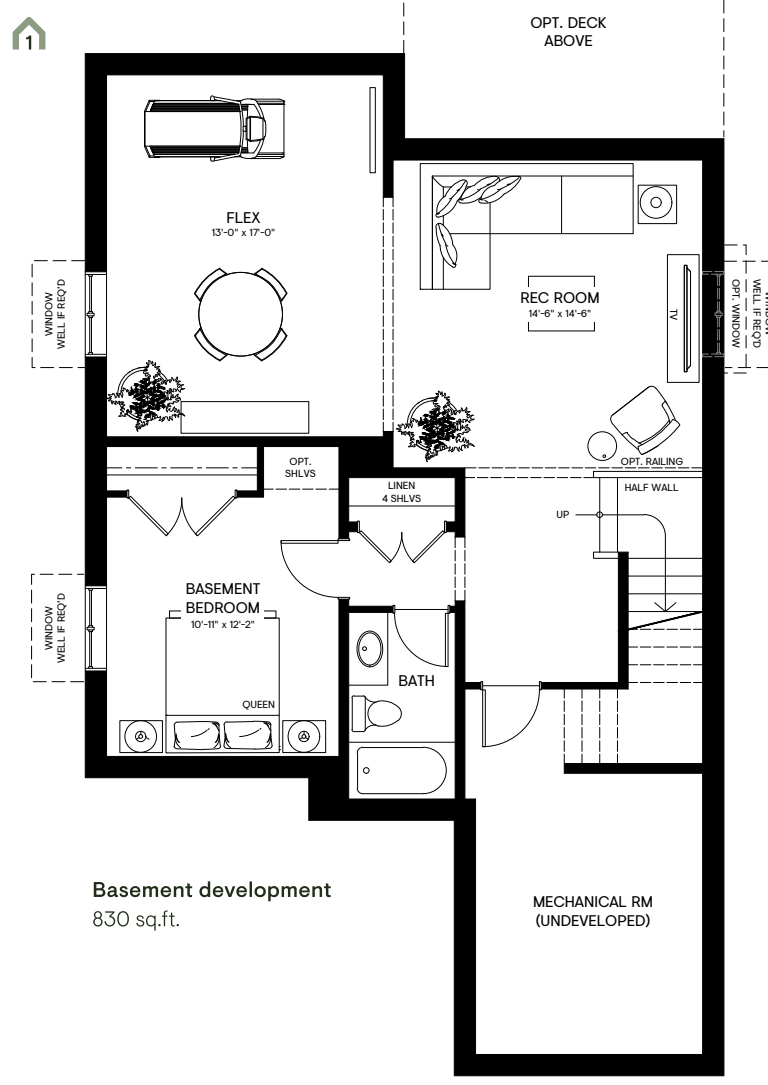 1
OPT. DECK
ABOVE
FLEX
13'-0" x 17'-0"
WINDOW
WELL IF REQ'D
REC ROOM
14'-6" x 14'-6"
TV
OPT. WINDOW
WINDOW
WELL IF REQ'D
OPT. RAILING
HALF WALL
UP
OPT.
SHLVS
LINEN
4 SHLVS
BASEMENT
BEDROOM
10'-11" x 12'-2"
WINDOW
WELL IF REQ'D
QUEEN
BATH
Basement development
830 sq.ft.
MECHANICAL RM
(UNDEVELOPED)